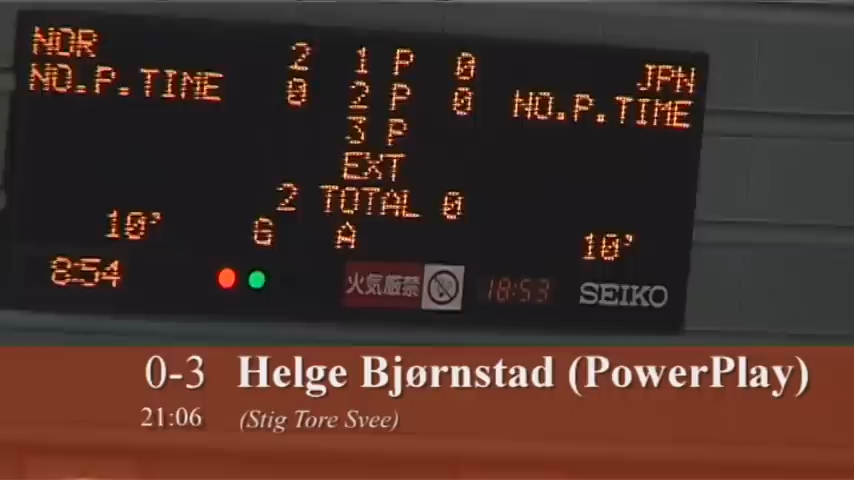 NOR 2 1 P 0 JPN
NO.P.TIME 0 2 P 0 NO.P.TIME
3 P
EXT
2 TOTAL 0
10' G A 10'
8:54 火気厳禁 18:53 SEIKO
0-3 Helge Bjørnstad (PowerPlay)
21:06 (Stig Tore Svee)